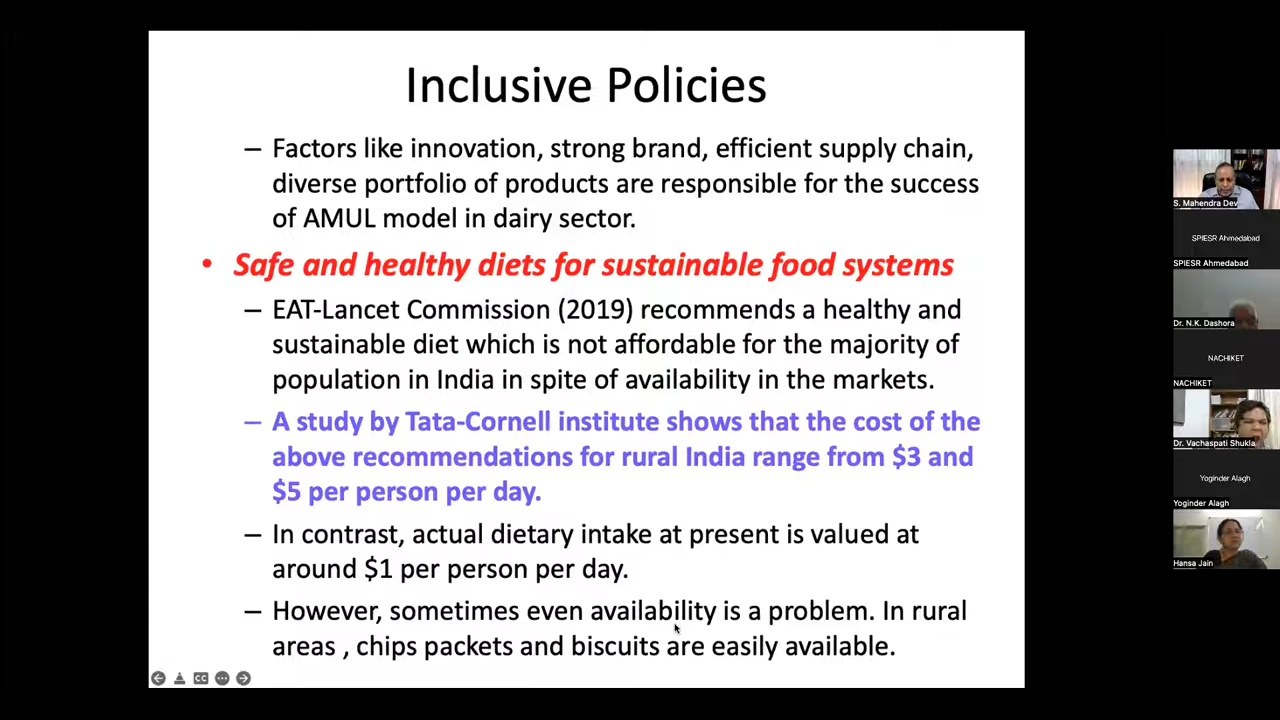 Inclusive Policies
– Factors like innovation, strong brand, efficient supply chain,
diverse portfolio of products are responsible for the success
of AMUL model in dairy sector.
• Safe and healthy diets for sustainable food systems
– EAT-Lancet Commission (2019) recommends a healthy and
sustainable diet which is not affordable for the majority of
population in India in spite of availability in the markets.
– A study by Tata-Cornell institute shows that the cost of the
above recommendations for rural India range from $3 and
$5 per person per day.
– In contrast, actual dietary intake at present is valued at
around $1 per person per day.
– However, sometimes even availability is a problem. In rural
areas , chips packets and biscuits are easily available.
CC
S. Mahendra Dev
SPIESR Ahmedabad
SPIESR Ahmedabad
Dr. N.K. Dashora
NACHIKET
NACHIKET
Dr. Vachaspati Shukla
Yoginder Alagh
Yoginder Alagh
Hansa Jain